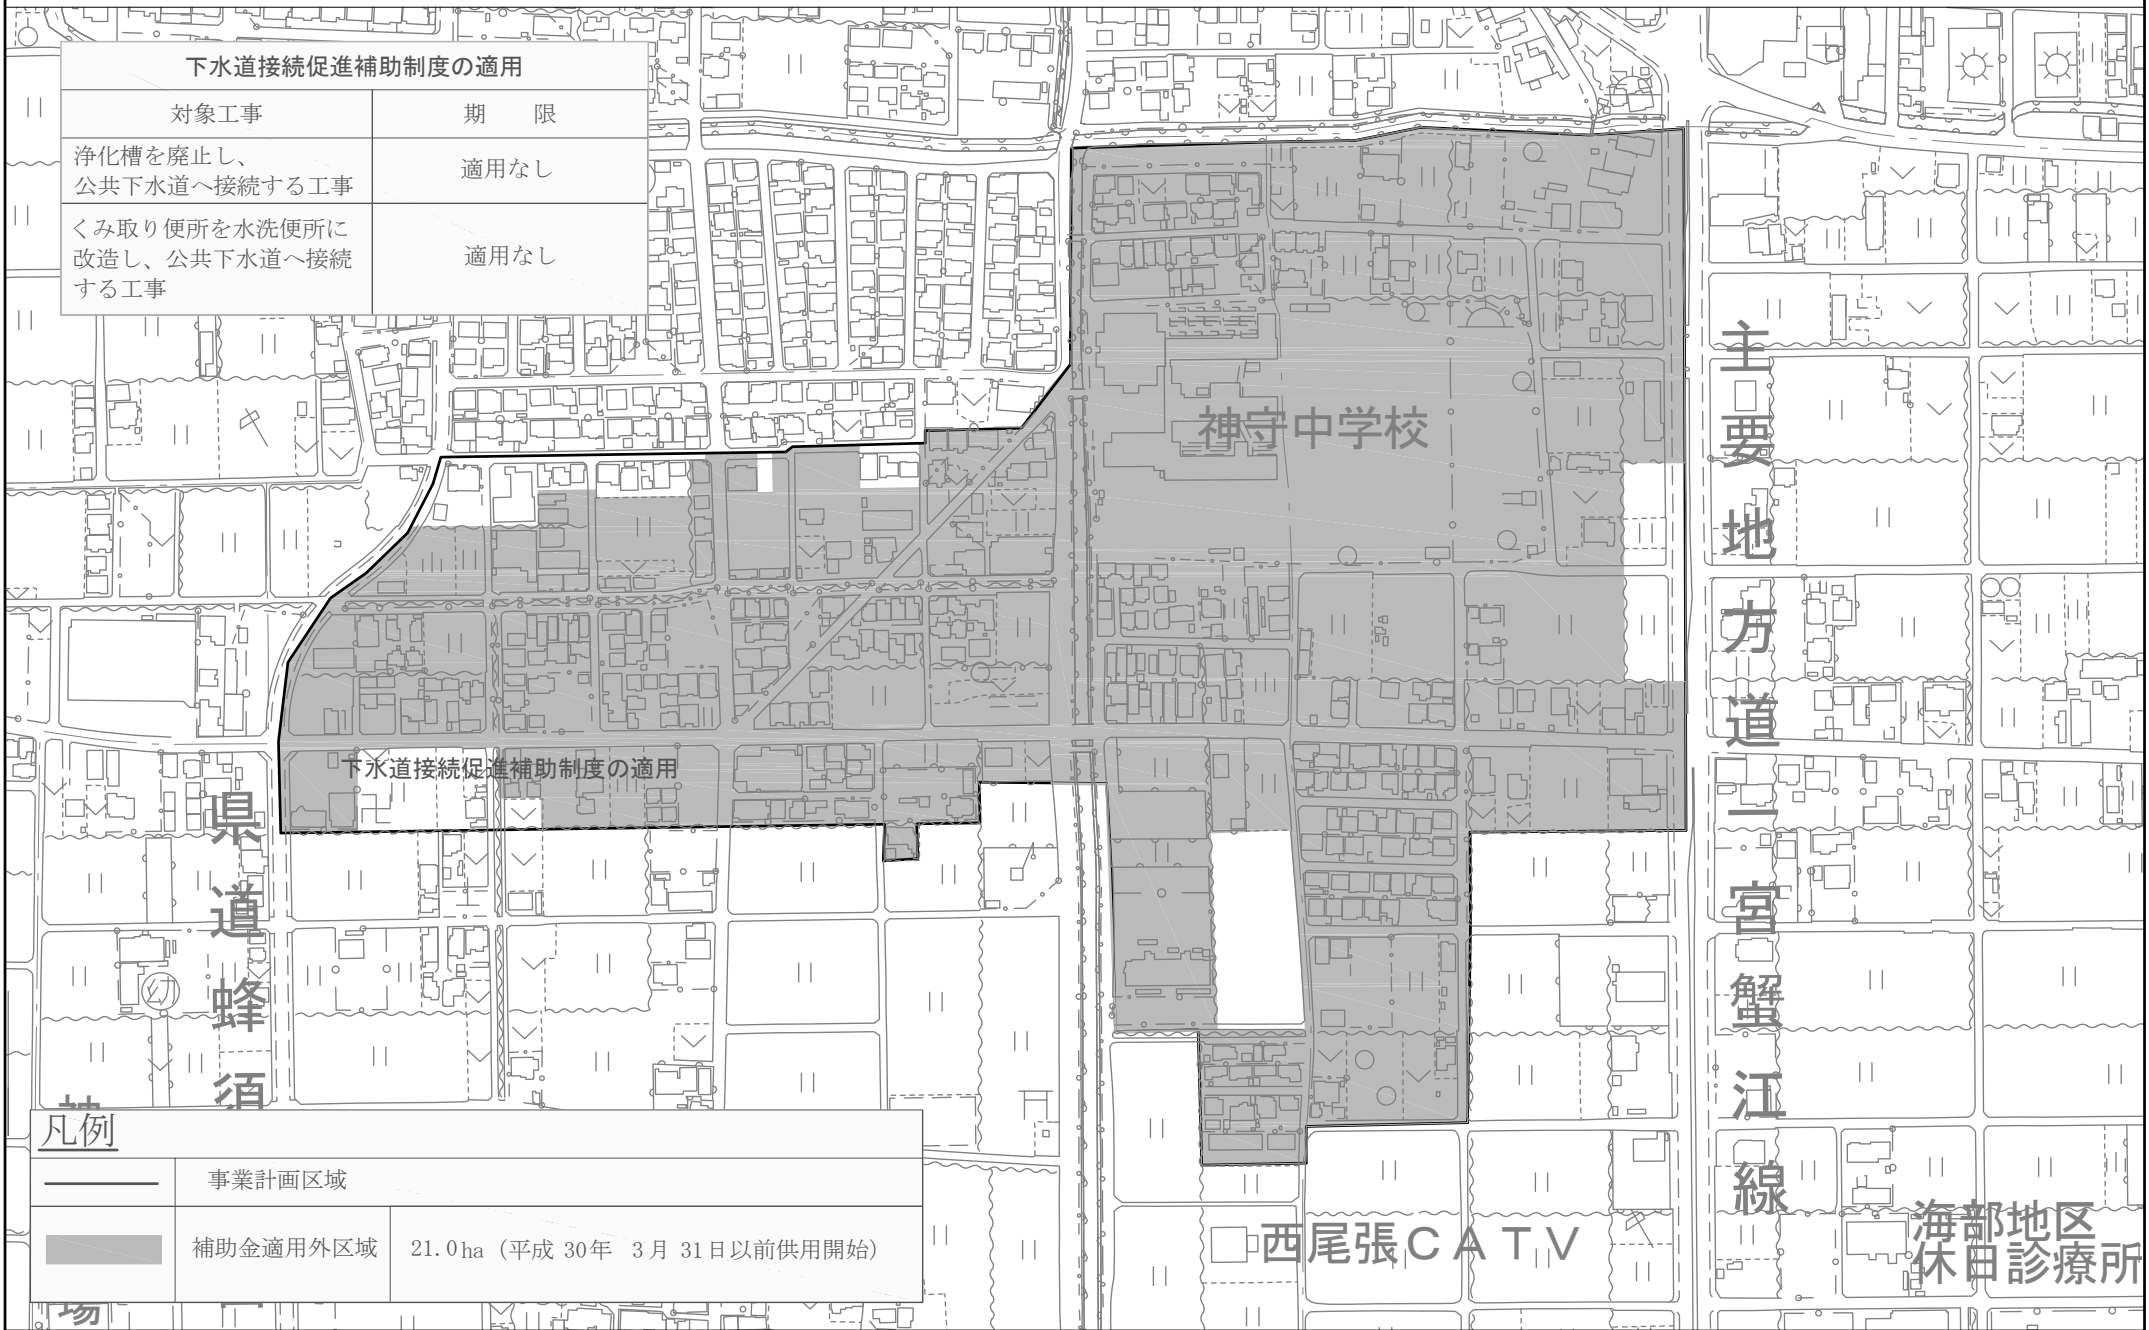 下水道接続促進補助制度の適用
対象工事 期 限
浄化槽を廃止し、
公共下水道へ接続する工事 適用なし
くみ取り便所を水洗便所に
改造し、公共下水道へ接続
する工事 適用なし
神守中学校
主要地方道一宮蟹江線
下水道接続促進補助制度の適用
県道蜂須
幼
西尾張CATV
海部地区
休日診療所
凡例
事業計画区域
補助金適用外区域 21.0ha (平成 30年 3月 31日以前供用開始)